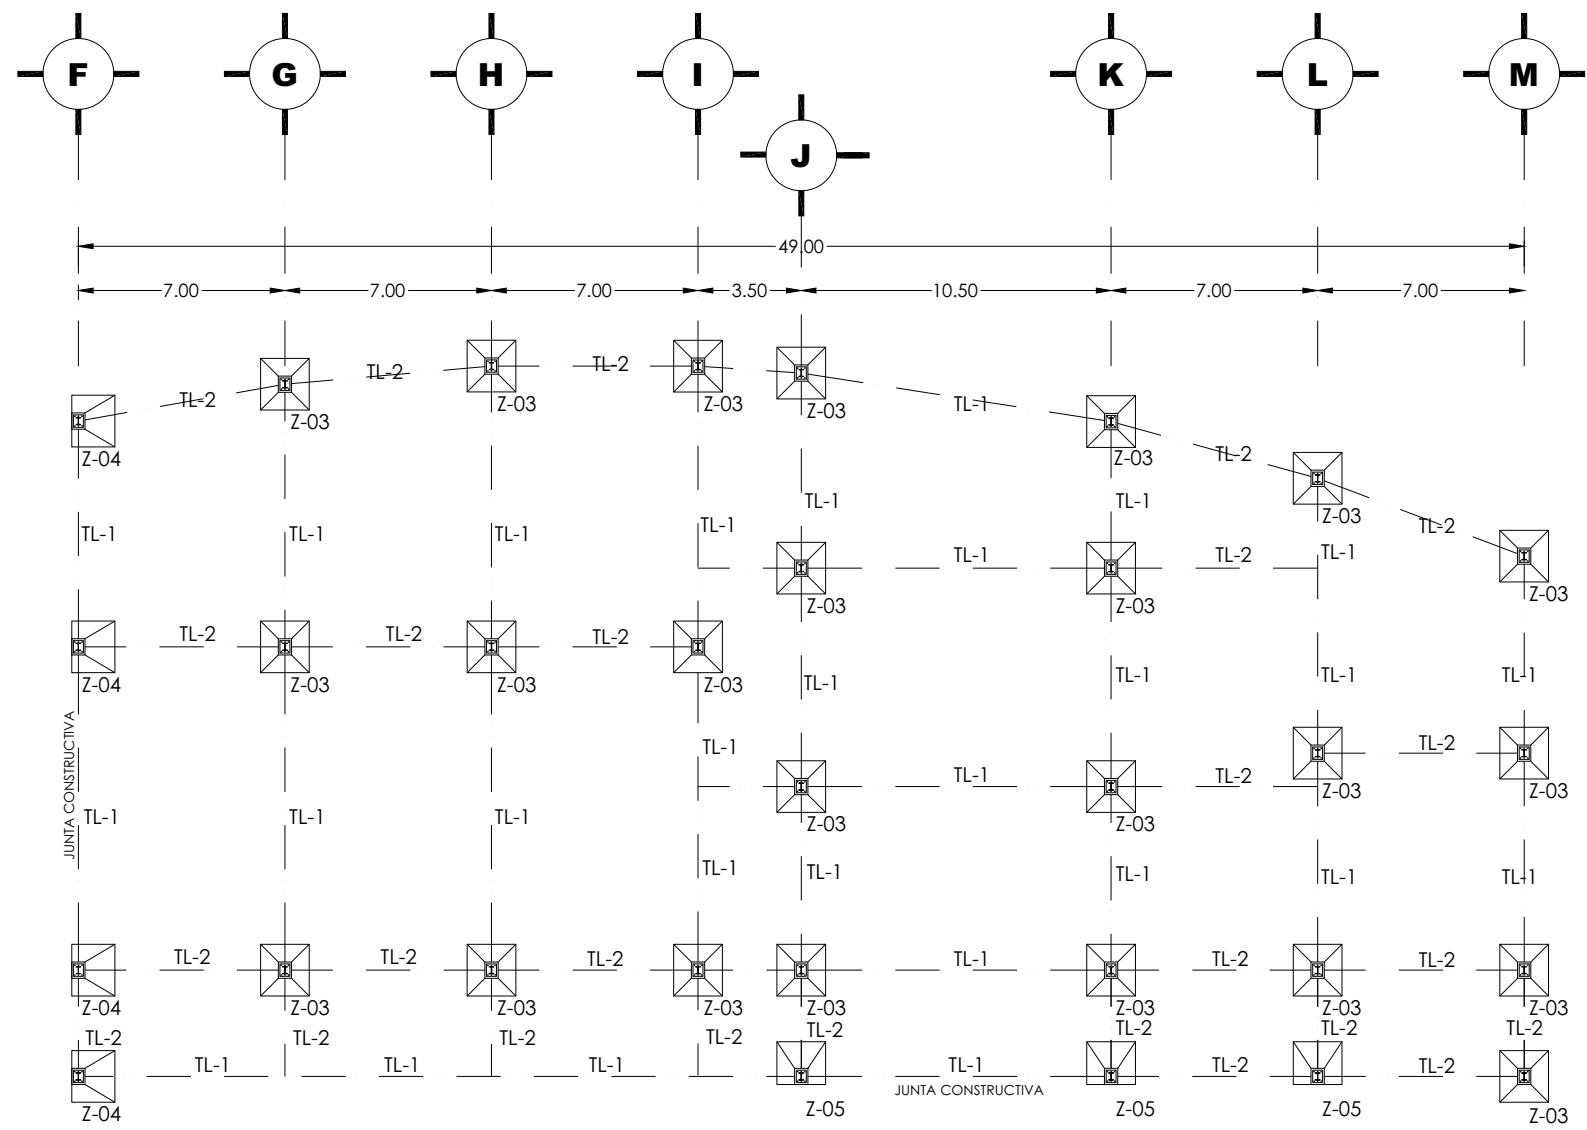 F G H I K L M
J
49.00
7.00 7.00 7.00 3.50 10.50 7.00 7.00
TL-2 TL-2
TL-2 TL-1
Z-03 Z-03 Z-03 Z-03
Z-04 Z-03 TL-2
TL-1 TL-1 Z-03
TL-1 TL-1 TL-1 TL-1 TL-2
TL-1 TL-2 TL-1
Z-03 Z-03 Z-03
TL-2 TL-2 TL-2
Z-04 Z-03 Z-03 Z-03 TL-1 TL-1 TL-1 TL-1
TL-1 TL-2
TL-1 TL-2
Z-03 Z-03
JUNTA CONSTRUCTIVA
TL-1 TL-1 TL-1 Z-03 Z-03
TL-1 TL-1 TL-1 TL-1 TL-1
TL-2 TL-2 TL-2 TL-1 TL-2 TL-2
Z-04 Z-03 Z-03 Z-03 Z-03 Z-03 Z-03 Z-03
TL-2 TL-2 TL-2 TL-2 TL-2 TL-2 TL-2 TL-2
TL-1 TL-1 TL-1 TL-1 TL-2 TL-2
JUNTA CONSTRUCTIVA
Z-04 Z-05 Z-05 Z-05 Z-03